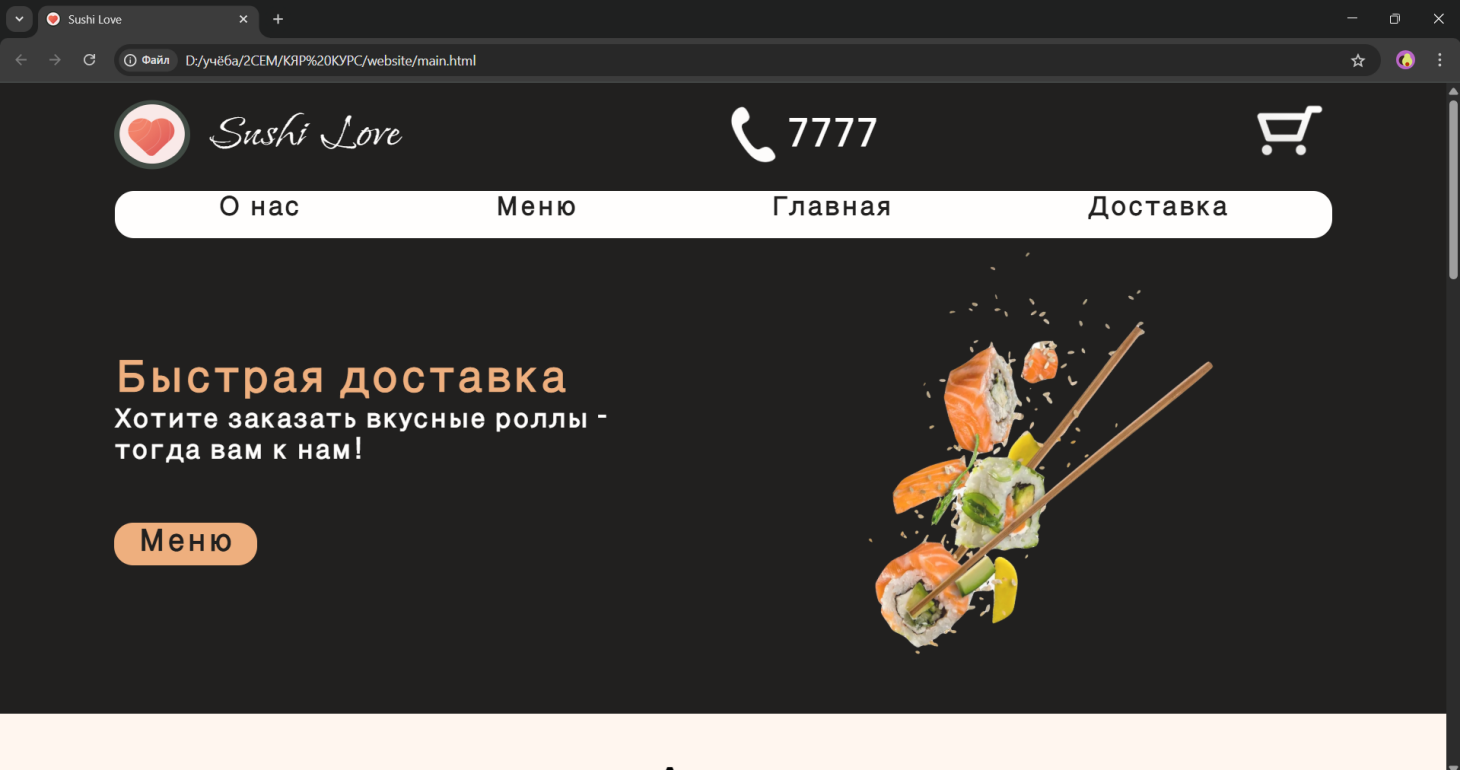 Sushi Love
Файл D:/учёба/2СЕМ/КЯР%20КУРС/website/main.html
Sushi Love
7777
О нас Меню Главная Доставка
Быстрая доставка
Хотите заказать вкусные роллы -
тогда вам к нам!
Меню